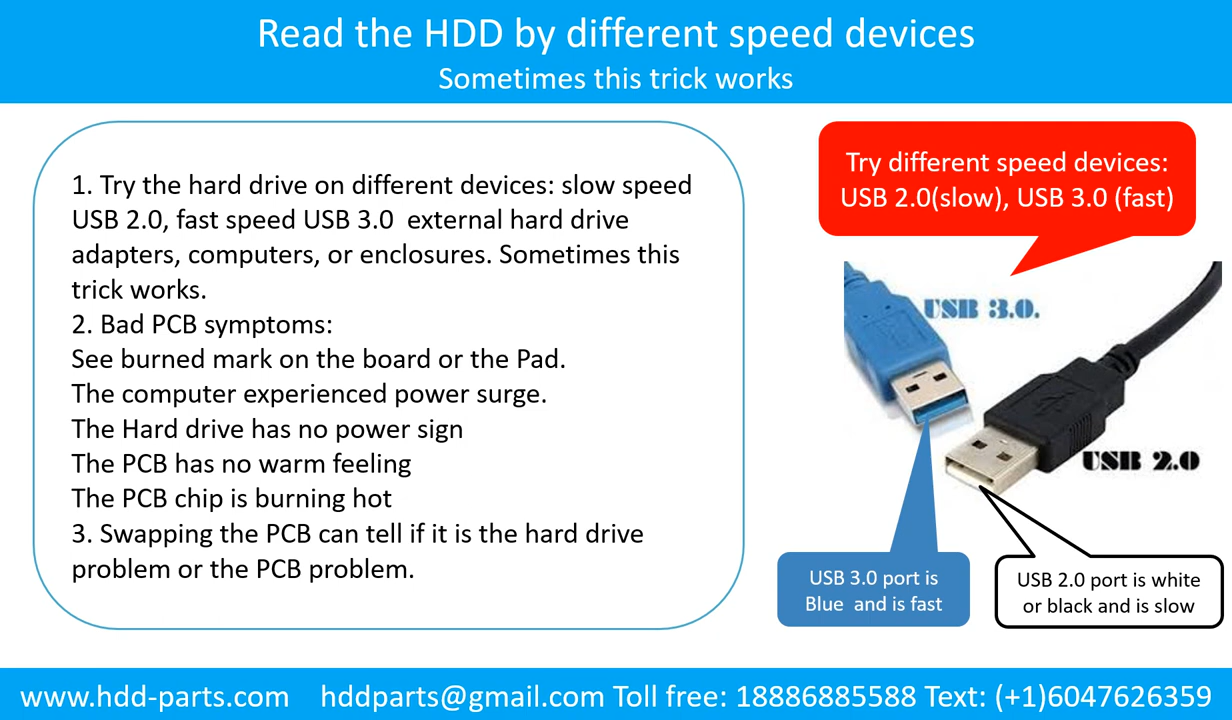 Read the HDD by different speed devices
Sometimes this trick works
1. Try the hard drive on different devices: slow speed
USB 2.0, fast speed USB 3.0  external hard drive
adapters, computers, or enclosures. Sometimes this
trick works.
2. Bad PCB symptoms:
See burned mark on the board or the Pad.
The computer experienced power surge.
The Hard drive has no power sign
The PCB has no warm feeling
The PCB chip is burning hot
3. Swapping the PCB can tell if it is the hard drive
problem or the PCB problem.
Try different speed devices:
USB 2.0(slow), USB 3.0 (fast)
USB 3.0.
USB 2.0
USB 3.0 port is
Blue  and is fast
USB 2.0 port is white
or black and is slow
www.hdd-parts.com    hddparts@gmail.com Toll free: 18886885588 Text: (+1)6047626359